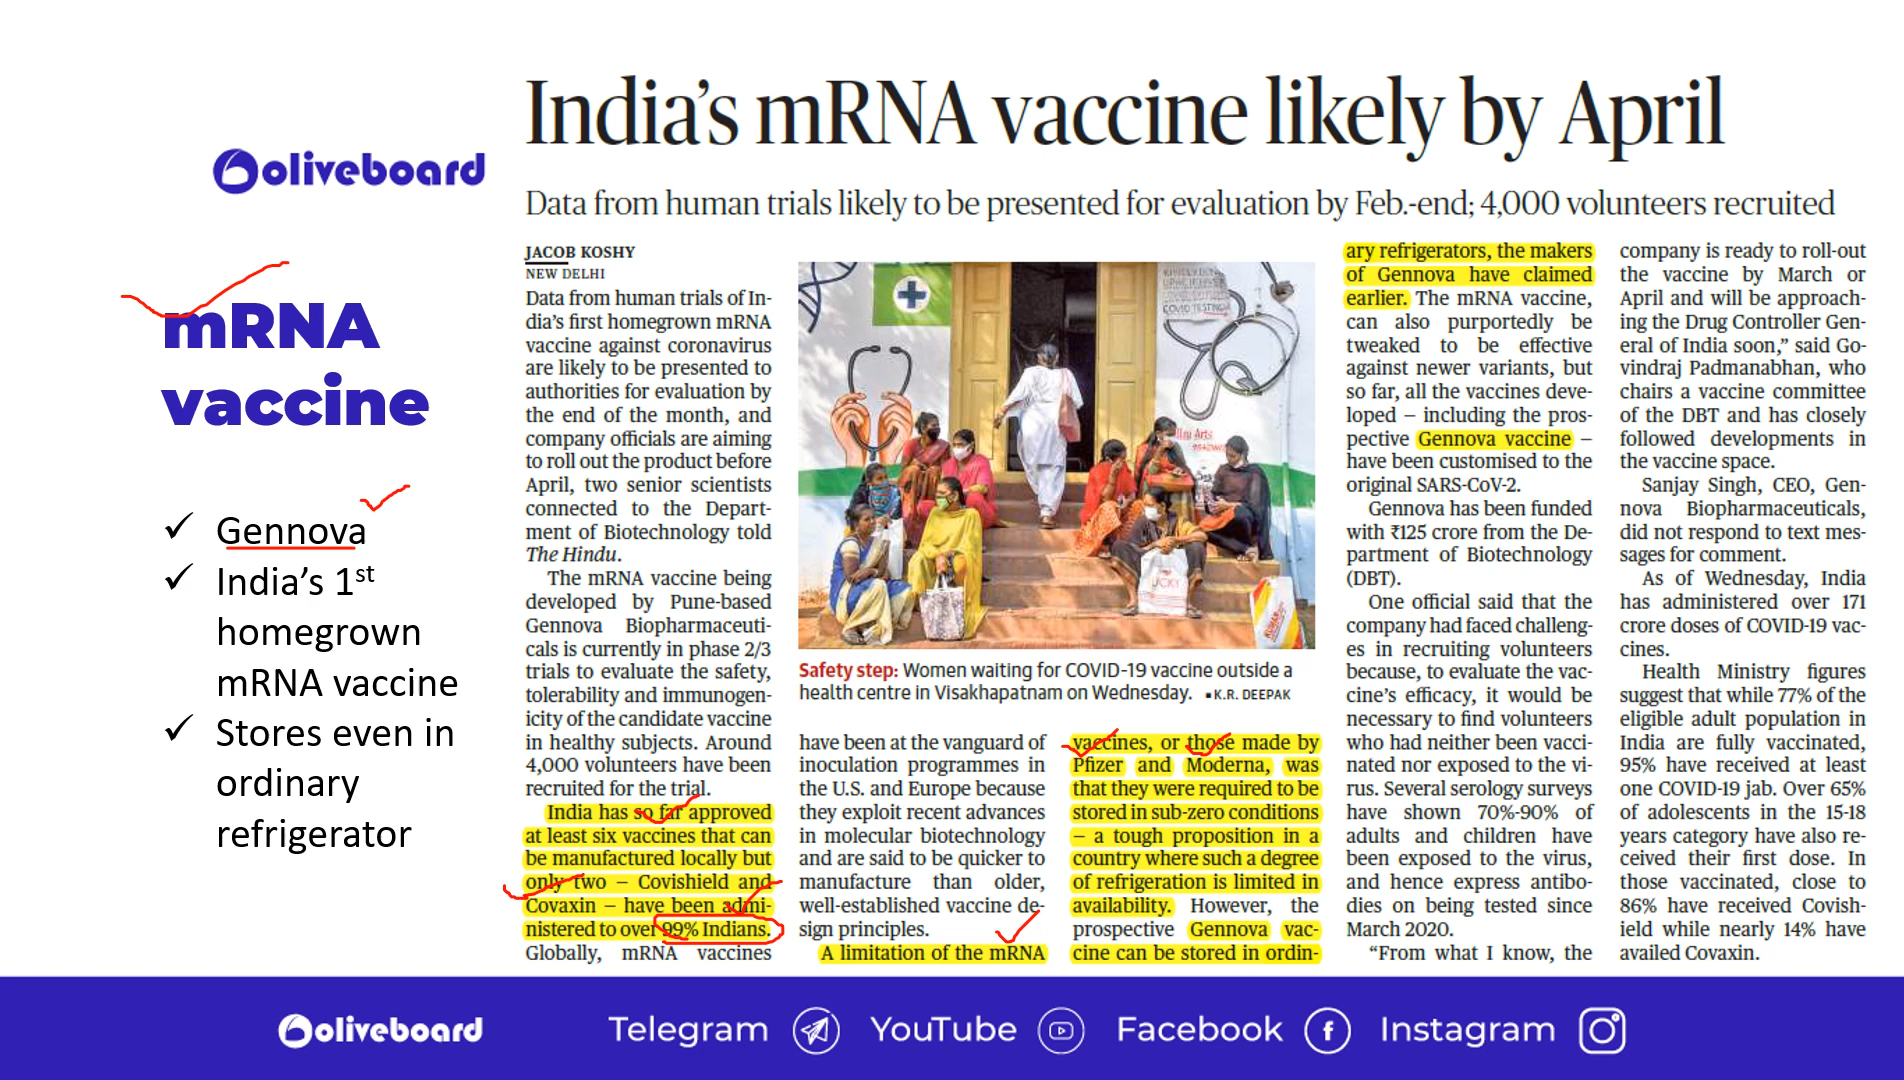 India's mRNA vaccine likely by April
oliveboard
Data from human trials likely to be presented for evaluation by Feb.-end; 4,000 volunteers recruited
mRNA
vaccine
✓ Gennova
✓ India's 1st
homegrown
mRNA vaccine
✓ Stores even in
ordinary
refrigerator
JACOB KOSHY
NEW DELHI
Data from human trials of In-
dia's first homegrown mRNA
vaccine against coronavirus
are likely to be presented to
authorities for evaluation by
the end of the month, and
company officials are aiming
to roll out the product before
April, two senior scientists
connected to the Depart-
ment of Biotechnology told
The Hindu.
The mRNA vaccine being
developed by Pune-based
Gennova Biopharmaceuti-
cals is currently in phase 2/3
trials to evaluate the safety,
tolerability and immunogen-
icity of the candidate vaccine
in healthy subjects. Around
4,000 volunteers have been
recruited for the trial.
India has so far approved
at least six vaccines that can
be manufactured locally but
only two – Covishield and
Covaxin – have been admi-
nistered to over 99% Indians.
Globally, mRNA vaccines
COVID TESTING
Safety step: Women waiting for COVID-19 vaccine outside a
health centre in Visakhapatnam on Wednesday. ▪K.R. DEEPAK
have been at the vanguard of
inoculation programmes in
the U.S. and Europe because
they exploit recent advances
in molecular biotechnology
and are said to be quicker to
manufacture than older,
well-established vaccine de-
sign principles.
A limitation of the mRNA
vaccines, or those made by
Pfizer and Moderna, was
that they were required to be
stored in sub-zero conditions
– a tough proposition in a
country where such a degree
of refrigeration is limited in
availability. However, the
prospective Gennova vac-
cine can be stored in ordin-
ary refrigerators, the makers
of Gennova have claimed
earlier. The mRNA vaccine,
can also purportedly be
tweaked to be effective
against newer variants, but
so far, all the vaccines deve-
loped – including the pros-
pective Gennova vaccine –
have been customised to the
original SARS-CoV-2.
Gennova has been funded
with ₹125 crore from the De-
partment of Biotechnology
(DBT).
One official said that the
company had faced challeng-
es in recruiting volunteers
because, to evaluate the vac-
cine's efficacy, it would be
necessary to find volunteers
who had neither been vacci-
nated nor exposed to the vi-
rus. Several serology surveys
have shown 70%-90% of
adults and children have
been exposed to the virus,
and hence express antibo-
dies on being tested since
March 2020.
"From what I know, the
company is ready to roll-out
the vaccine by March or
April and will be approach-
ing the Drug Controller Gen-
eral of India soon," said Go-
vindraj Padmanabhan, who
chairs a vaccine committee
of the DBT and has closely
followed developments in
the vaccine space.
Sanjay Singh, CEO, Gen-
nova Biopharmaceuticals,
did not respond to text mes-
sages for comment.
As of Wednesday, India
has administered over 171
crore doses of COVID-19 vac-
cines.
Health Ministry figures
suggest that while 77% of the
eligible adult population in
India are fully vaccinated,
95% have received at least
one COVID-19 jab. Over 65%
of adolescents in the 15-18
years category have also re-
ceived their first dose. In
those vaccinated, close to
86% have received Covish-
ield while nearly 14% have
availed Covaxin.
oliveboard Telegram YouTube Facebook Instagram